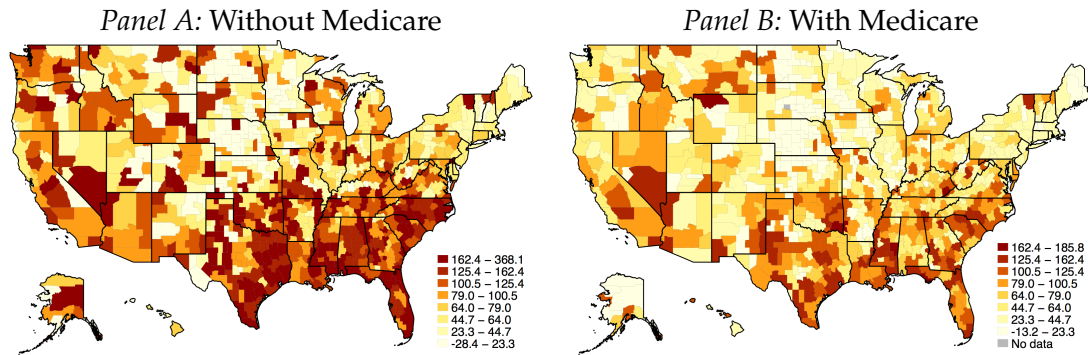 Panel A: Without Medicare
162.4 – 368.1
125.4 – 162.4
100.5 – 125.4
79.0 – 100.5
64.0 – 79.0
44.7 – 64.0
23.3 – 44.7
-28.4 – 23.3
Panel B: With Medicare
162.4 – 185.8
125.4 – 162.4
100.5 – 125.4
79.0 – 100.5
64.0 – 79.0
44.7 – 64.0
23.3 – 44.7
-13.2 – 23.3
No data